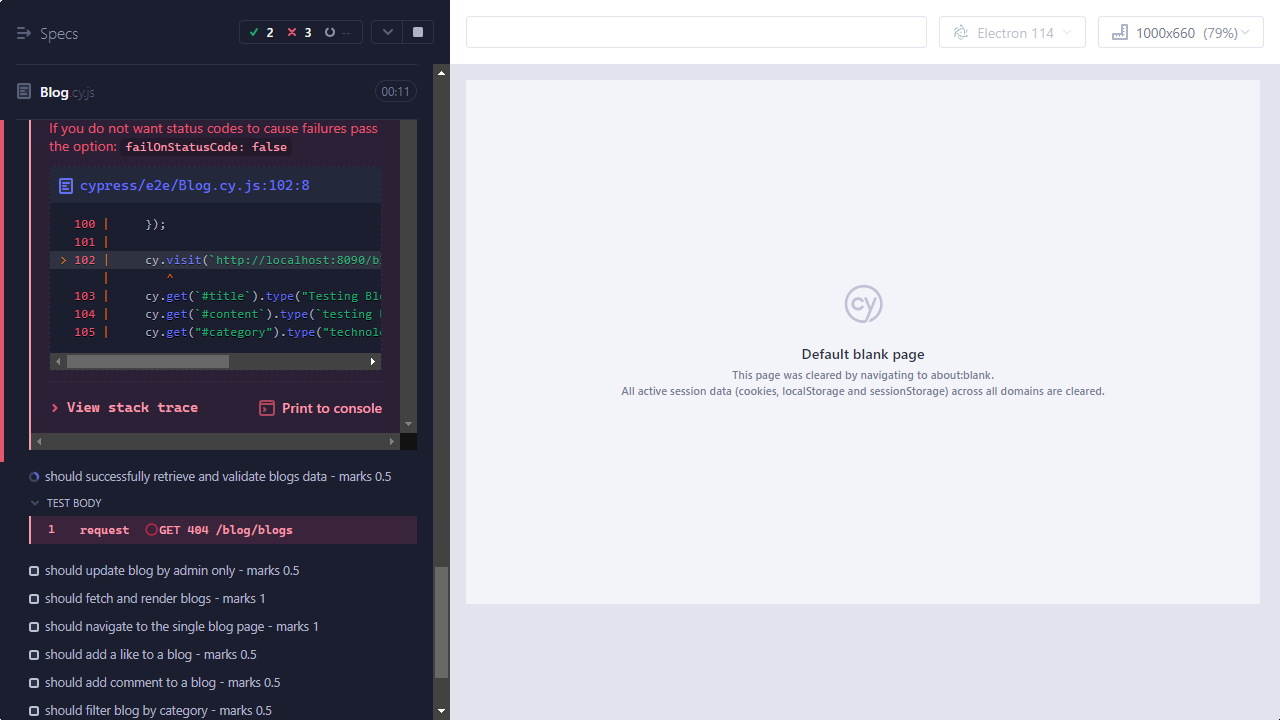 Specs
2
3
--
Electron 114
1000x660 (79%)
Blog.cy.js
00:11
If you do not want status codes to cause failures pass
the option: failOnStatusCode: false
cypress/e2e/Blog.cy.js:102:8
100 | });
101 |
> 102 | cy.visit(`http://localhost:8090/b
| ^
103 | cy.get(`#title`).type("Testing Blo
104 | cy.get(`#content`).type(`testing
105 | cy.get("#category").type("technol
View stack trace
Print to console
should successfully retrieve and validate blogs data - marks 0.5
TEST BODY
1 request GET 404 /blog/blogs
should update blog by admin only - marks 0.5
should fetch and render blogs - marks 1
should navigate to the single blog page - marks 1
should add a like to a blog - marks 0.5
should add comment to a blog - marks 0.5
should filter blog by category - marks 0.5
cy
Default blank page
This page was cleared by navigating to about:blank.
All active session data (cookies, localStorage and sessionStorage) across all domains are cleared.